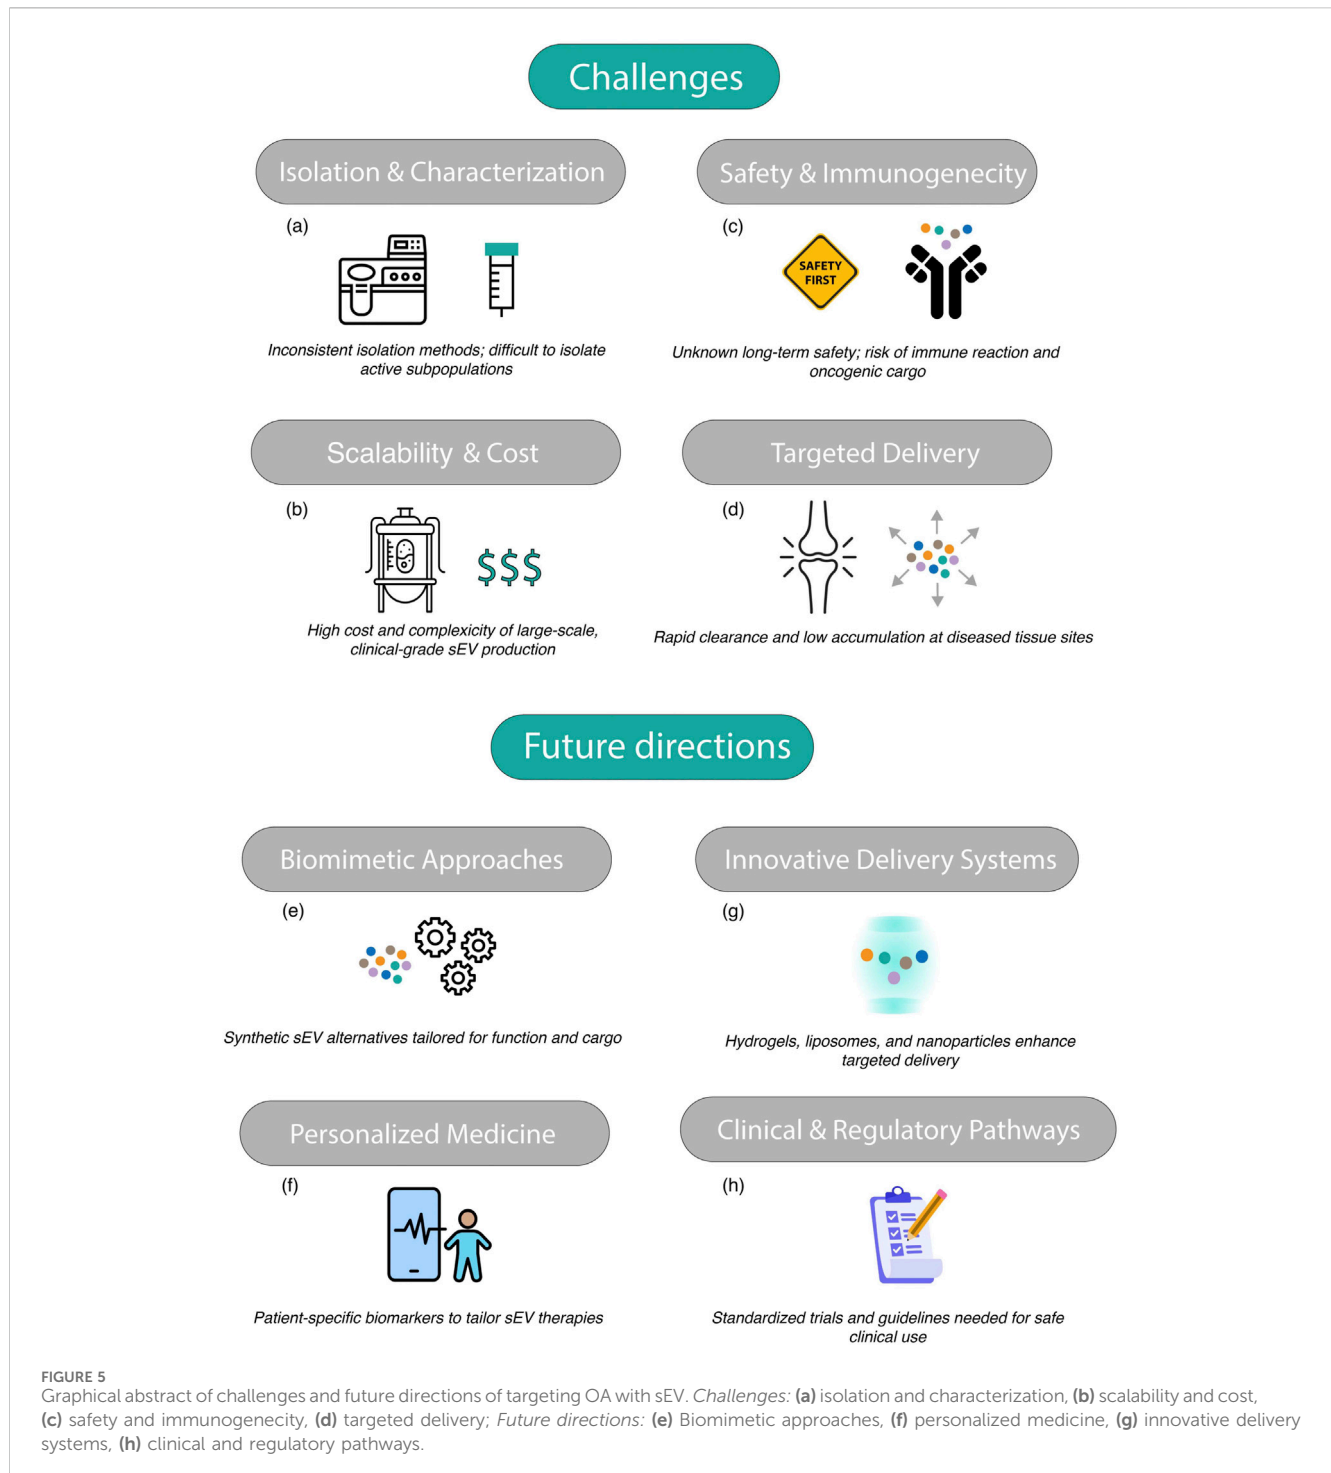 Challenges
Isolation & Characterization
(a)
Inconsistent isolation methods; difficult to isolate
active subpopulations
Safety & Immunogenecity
(c)
SAFETY
FIRST
Unknown long-term safety; risk of immune reaction and
oncogenic cargo
Scalability & Cost
(b)
$$$
High cost and complexicity of large-scale,
clinical-grade sEV production
Targeted Delivery
(d)
Rapid clearance and low accumulation at diseased tissue sites
Future directions
Biomimetic Approaches
(e)
Synthetic sEV alternatives tailored for function and cargo
Innovative Delivery Systems
(g)
Hydrogels, liposomes, and nanoparticles enhance
targeted delivery
Personalized Medicine
(f)
Patient-specific biomarkers to tailor sEV therapies
Clinical & Regulatory Pathways
(h)
Standardized trials and guidelines needed for safe
clinical use
FIGURE 5
Graphical abstract of challenges and future directions of targeting OA with sEV. Challenges: (a) isolation and characterization, (b) scalability and cost,
(c) safety and immunogenecity, (d) targeted delivery; Future directions: (e) Biomimetic approaches, (f) personalized medicine, (g) innovative delivery
systems, (h) clinical and regulatory pathways.